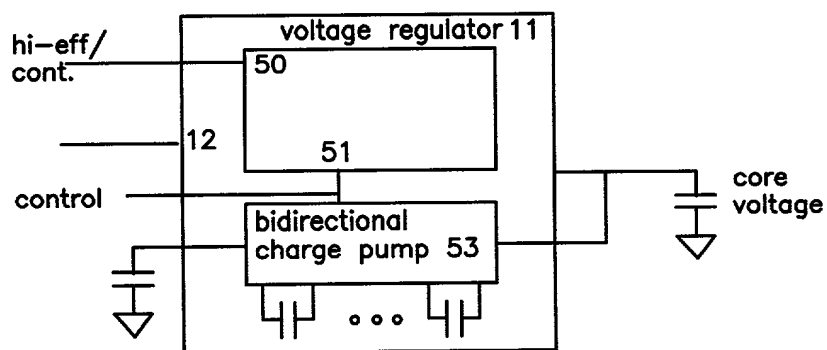 voltage regulator 11
hi-eff/
cont.
50
12
51
control
core
voltage
bidirectional
charge pump 53